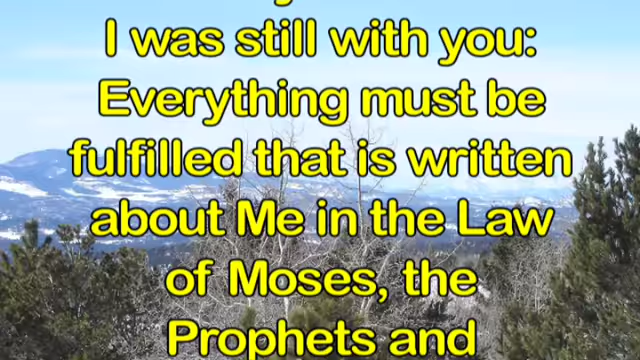 I was still with you:
Everything must be
fulfilled that is written
about Me in the Law
of Moses, the
Prophets and